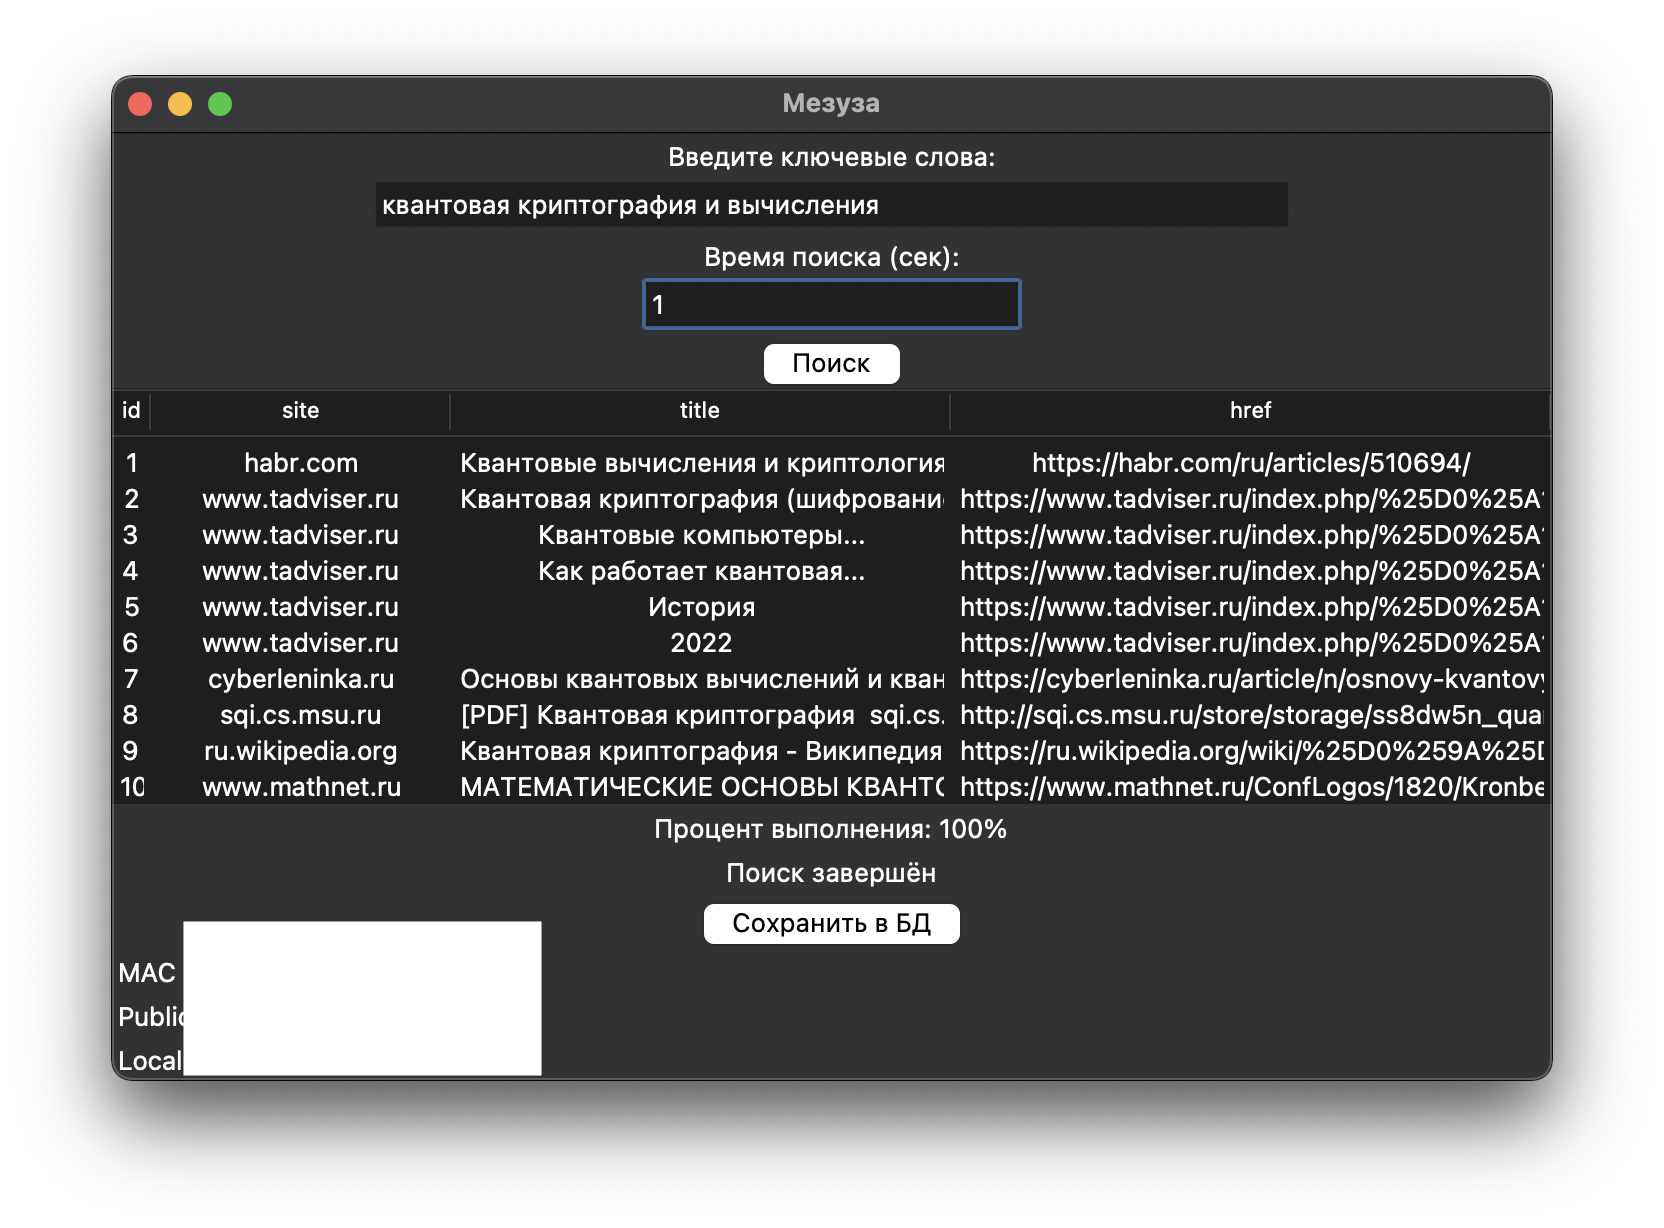 Мезуза
Введите ключевые слова:
квантовая криптография и вычисления
Время поиска (сек):
1
Поиск
id site title href
1 habr.com Квантовые вычисления и криптология https://habr.com/ru/articles/510694/
2 www.tadviser.ru Квантовая криптография (шифрование https://www.tadviser.ru/index.php/%25D0%25A
3 www.tadviser.ru Квантовые компьютеры... https://www.tadviser.ru/index.php/%25D0%25A
4 www.tadviser.ru Как работает квантовая... https://www.tadviser.ru/index.php/%25D0%25A
5 www.tadviser.ru История https://www.tadviser.ru/index.php/%25D0%25A
6 www.tadviser.ru 2022 https://www.tadviser.ru/index.php/%25D0%25A
7 cyberleninka.ru Основы квантовых вычислений и кван https://cyberleninka.ru/article/n/osnovy-kvantovy
8 sqi.cs.msu.ru [PDF] Квантовая криптография sqi.cs. http://sqi.cs.msu.ru/store/storage/ss8dw5n_qua
9 ru.wikipedia.org Квантовая криптография - Википедия https://ru.wikipedia.org/wiki/%25D0%259A%25D
10 www.mathnet.ru МАТЕМАТИЧЕСКИЕ ОСНОВЫ КВАНТО https://www.mathnet.ru/ConfLogos/1820/Kronbe
Процент выполнения: 100%
Поиск завершён
Сохранить в БД
MAC
Public
Local